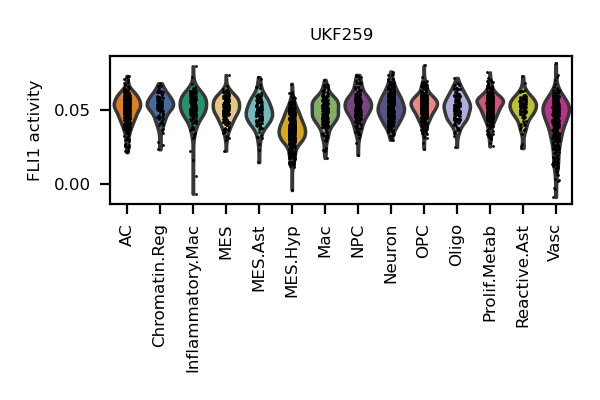 UKF259
FLI1 activity
0.05
0.00
AC
Chromatin.Reg
Inflammatory.Mac
MES
MES.Ast
MES.Hyp
Mac
NPC
Neuron
OPC
Oligo
Prolif.Metab
Reactive.Ast
Vasc